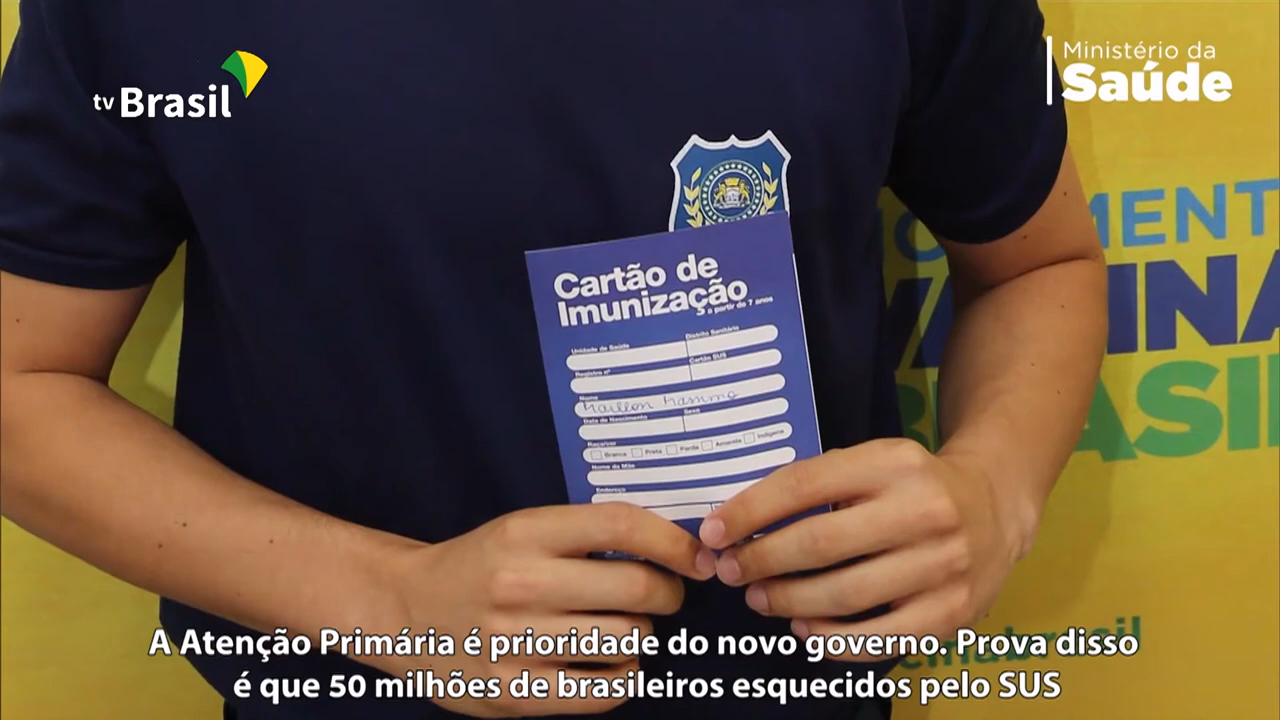 tv Brasil
Ministério da
Saúde
MENT
BRASI
Cartão de
Imunização
a partir de 7 anos
Unidade de Saúde
Distrito Sanitário
Registro nº
Cartão SUS
Nome
Data de Nascimento
Sexo
Branca
Preta
Parda
Amarela
Indígena
Nome da Mãe
Endereço
A Atenção Primária é prioridade do novo governo. Prova disso
é que 50 milhões de brasileiros esquecidos pelo SUS